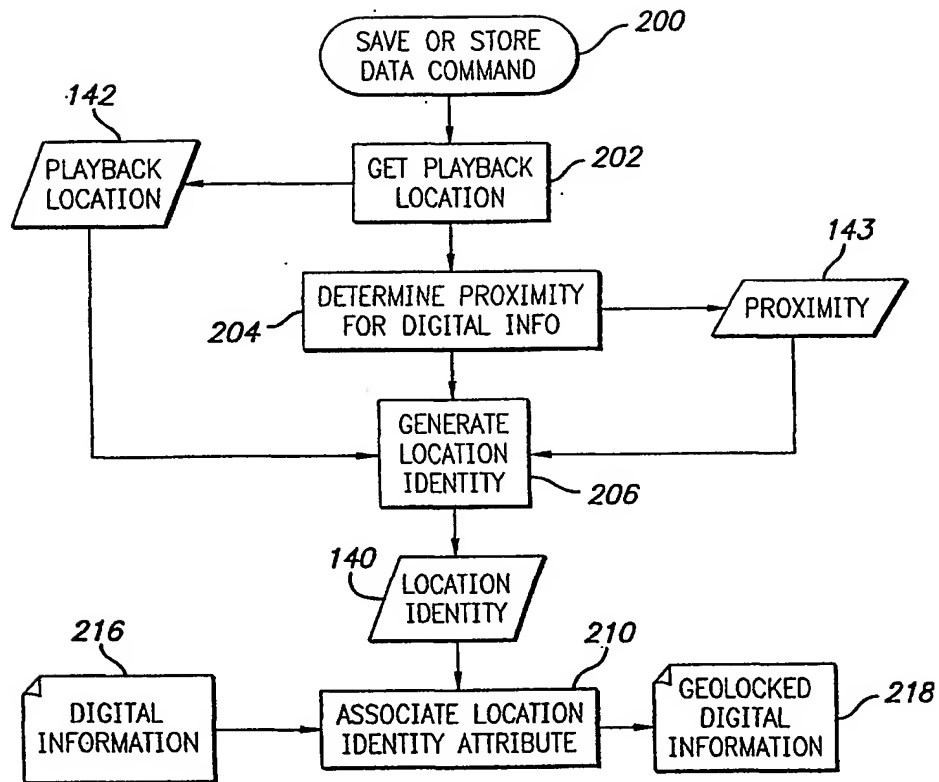 SAVE OR STORE
DATA COMMAND
200
142
PLAYBACK
LOCATION
GET PLAYBACK
LOCATION
202
143
DETERMINE PROXIMITY
FOR DIGITAL INFO
204
PROXIMITY
GENERATE
LOCATION
IDENTITY
206
140
LOCATION
IDENTITY
216
210
DIGITAL
INFORMATION
ASSOCIATE LOCATION
IDENTITY ATTRIBUTE
GEOLOCKED
DIGITAL
INFORMATION
218